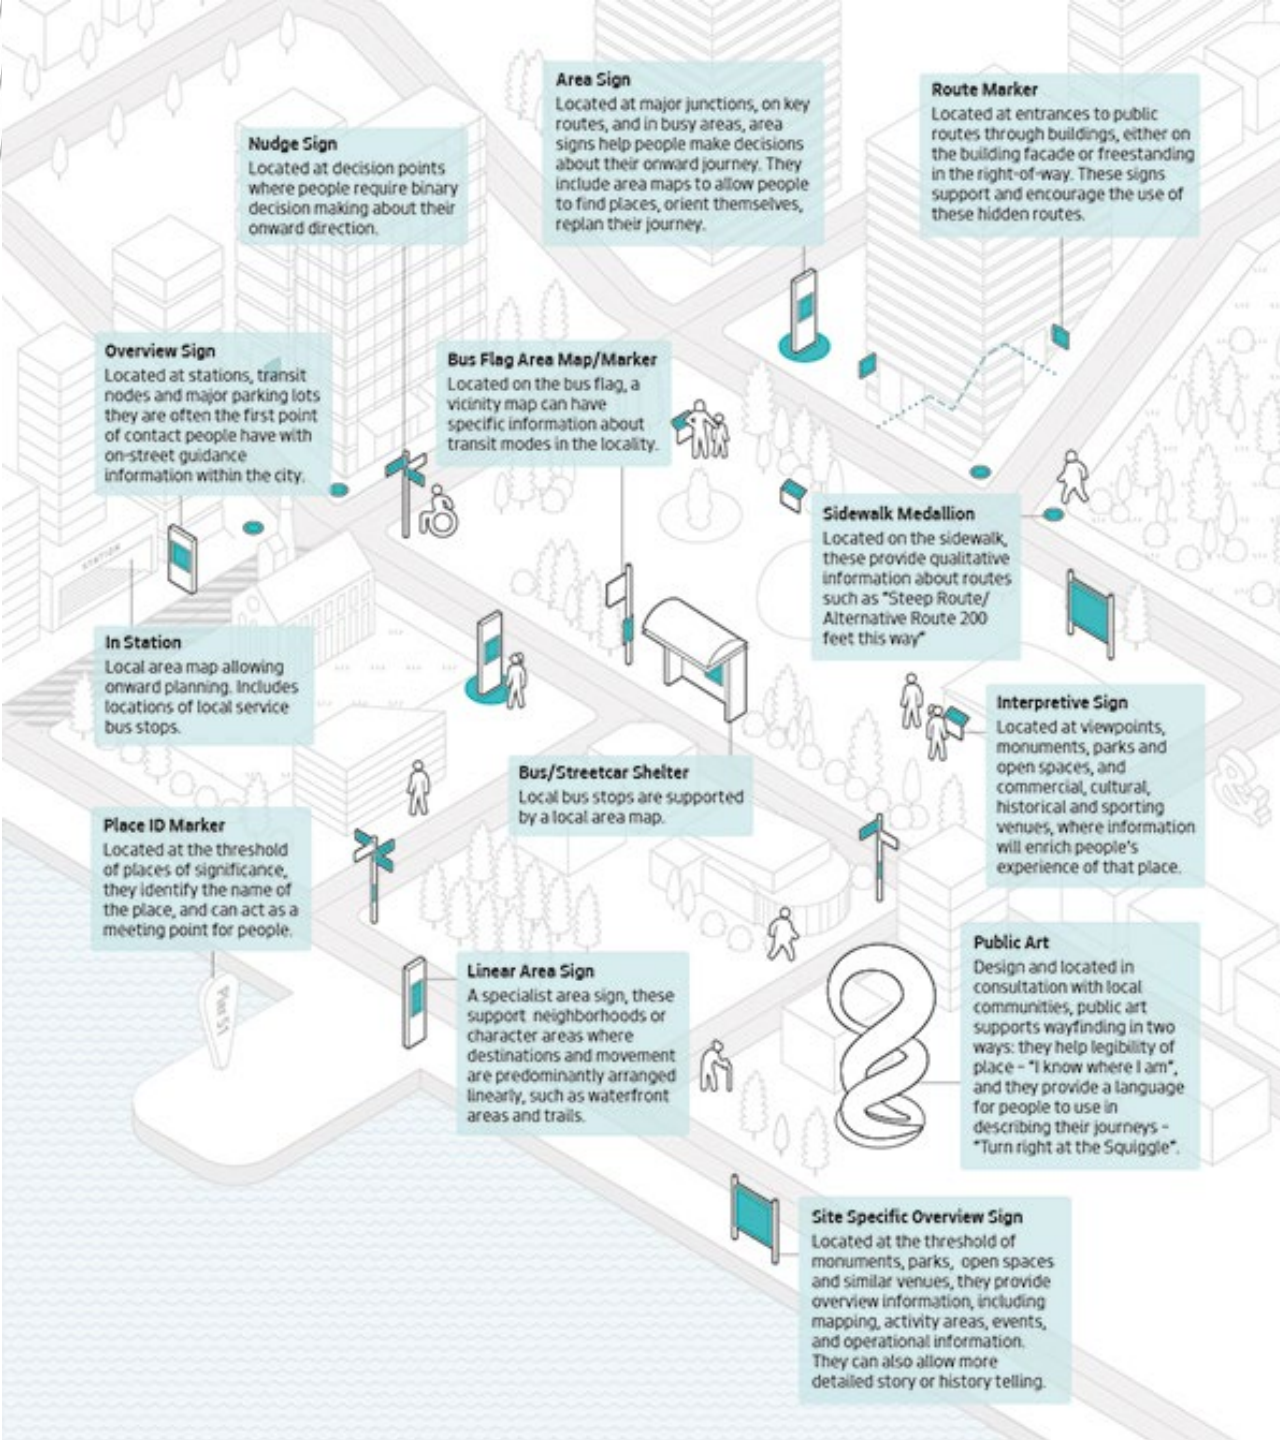 Area Sign
Located at major junctions, on key
routes, and in busy areas, area
signs help people make decisions
about their onward journey. They
include area maps to allow people
to find places, orient themselves,
replan their journey.
Route Marker
Located at entrances to public
routes through buildings, either on
the building facade or freestanding
in the right-of-way. These signs
support and encourage the use of
these hidden routes.
Nudge Sign
Located at decision points
where people require binary
decision making about their
onward direction.
Overview Sign
Located at stations, transit
nodes and major parking lots
they are often the first point
of contact people have with
on-street guidance
information within the city.
Bus Flag Area Map/Marker
Located on the bus flag, a
vicinity map can have
specific information about
transit modes in the locality.
Sidewalk Medallion
Located on the sidewalk,
these provide qualitative
information about routes
such as "Steep Route/
Alternative Route 200
feet this way"
STATION
In Station
Local area map allowing
onward planning. Includes
locations of local service
bus stops.
Interpretive Sign
Located at viewpoints,
monuments, parks and
open spaces, and
commercial, cultural,
historical and sporting
venues, where information
will enrich people's
experience of that place.
Bus/Streetcar Shelter
Local bus stops are supported
by a local area map.
Place ID Marker
Located at the threshold
of places of significance,
they identify the name of
the place, and can act as a
meeting point for people.
Pier 51
Linear Area Sign
A specialist area sign, these
support neighborhoods or
character areas where
destinations and movement
are predominantly arranged
linearly, such as waterfront
areas and trails.
Public Art
Design and located in
consultation with local
communities, public art
supports wayfinding in two
ways: they help legibility of
place - "I know where I am",
and they provide a language
for people to use in
describing their journeys -
"Turn right at the Squiggle".
Site Specific Overview Sign
Located at the threshold of
monuments, parks, open spaces
and similar venues, they provide
overview information, including
mapping, activity areas, events,
and operational information.
They can also allow more
detailed story or history telling.